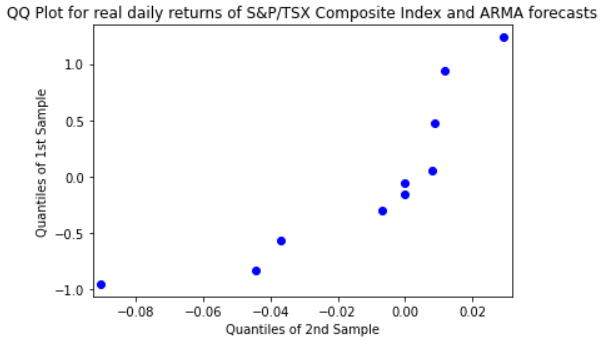 QQ Plot for real daily returns of S&P/TSX Composite Index and ARMA forecasts
1.0
0.5
0.0
−0.5
−1.0
Quantiles of 1st Sample
−0.08 −0.06 −0.04 −0.02 0.00 0.02
Quantiles of 2nd Sample